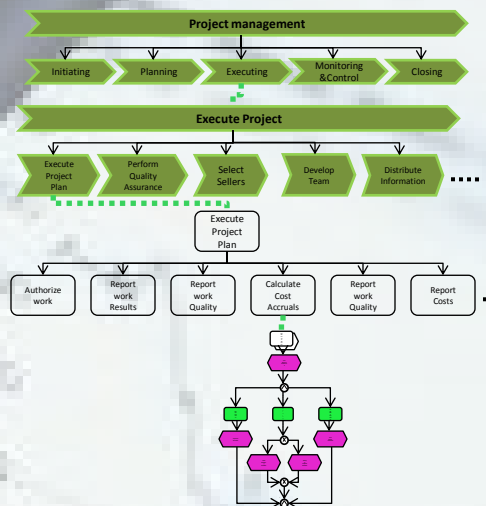 Project management
Initiating
Planning
Executing
Monitoring
&Control
Closing
Execute Project
Execute
Project
Plan
Perform
Quality
Assurance
Select
Sellers
Develop
Team
Distribute
Information
Execute
Project
Plan
Authorize
work
Report
work
Results
Report
work
Quality
Calculate
Cost
Accruals
Report
work
Quality
Report
Costs